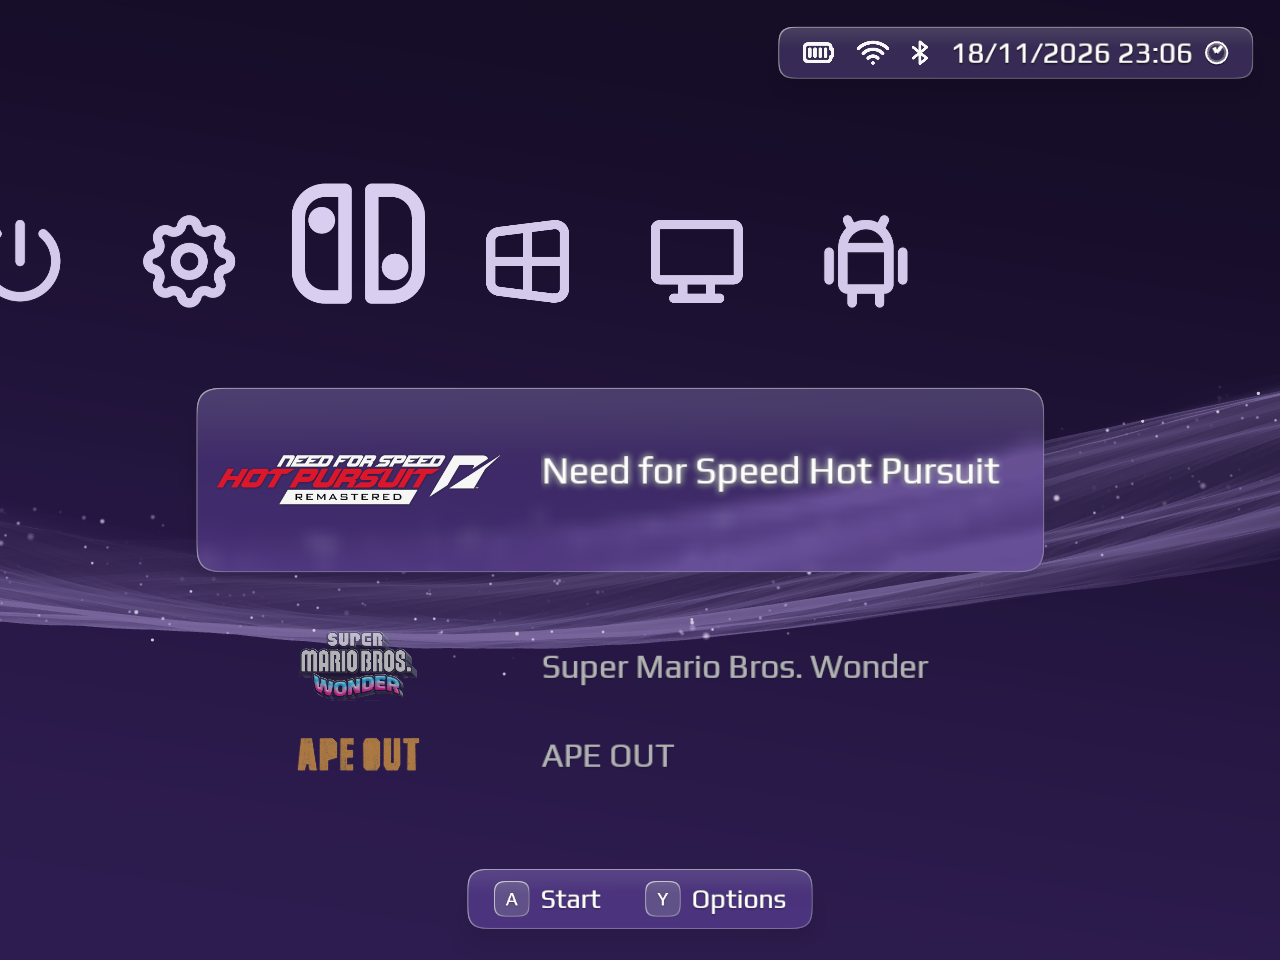 18/11/2026 23:06
NEED FOR SPEED
HOT PURSUIT
REMASTERED
Need for Speed Hot Pursuit
SUPER
MARIO BROS.
WONDER
Super Mario Bros. Wonder
APE OUT
APE OUT
A Start Y Options